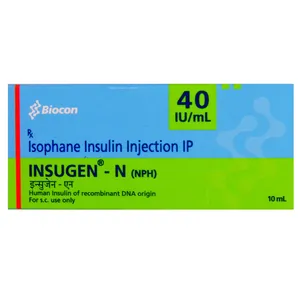 Biocon
40
IU/mL
Rx
Isophane Insulin Injection IP
INSUGEN® - N (NPH)
इन्सुजेन - एन
Human Insulin of recombinant DNA origin
For s.c. use only
10 mL